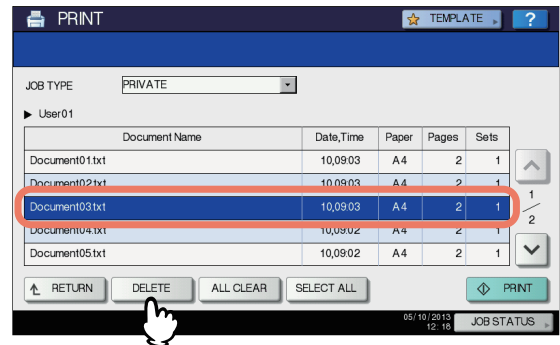 PRINT TEMPLATE ?
JOB TYPE PRIVATE
User01
Document Name Date,Time Paper Pages Sets
Document01.txt 10,09:03 A4 2 1
Document02.txt 10,09:03 A4 2 1
Document03.txt 10,09:03 A4 2 1
Document04.txt 10,09:02 A4 2 1
Document05.txt 10,09:02 A4 2 1
1
2
RETURN DELETE ALL CLEAR SELECT ALL PRINT
05/10/2013
12:18
JOB STATUS